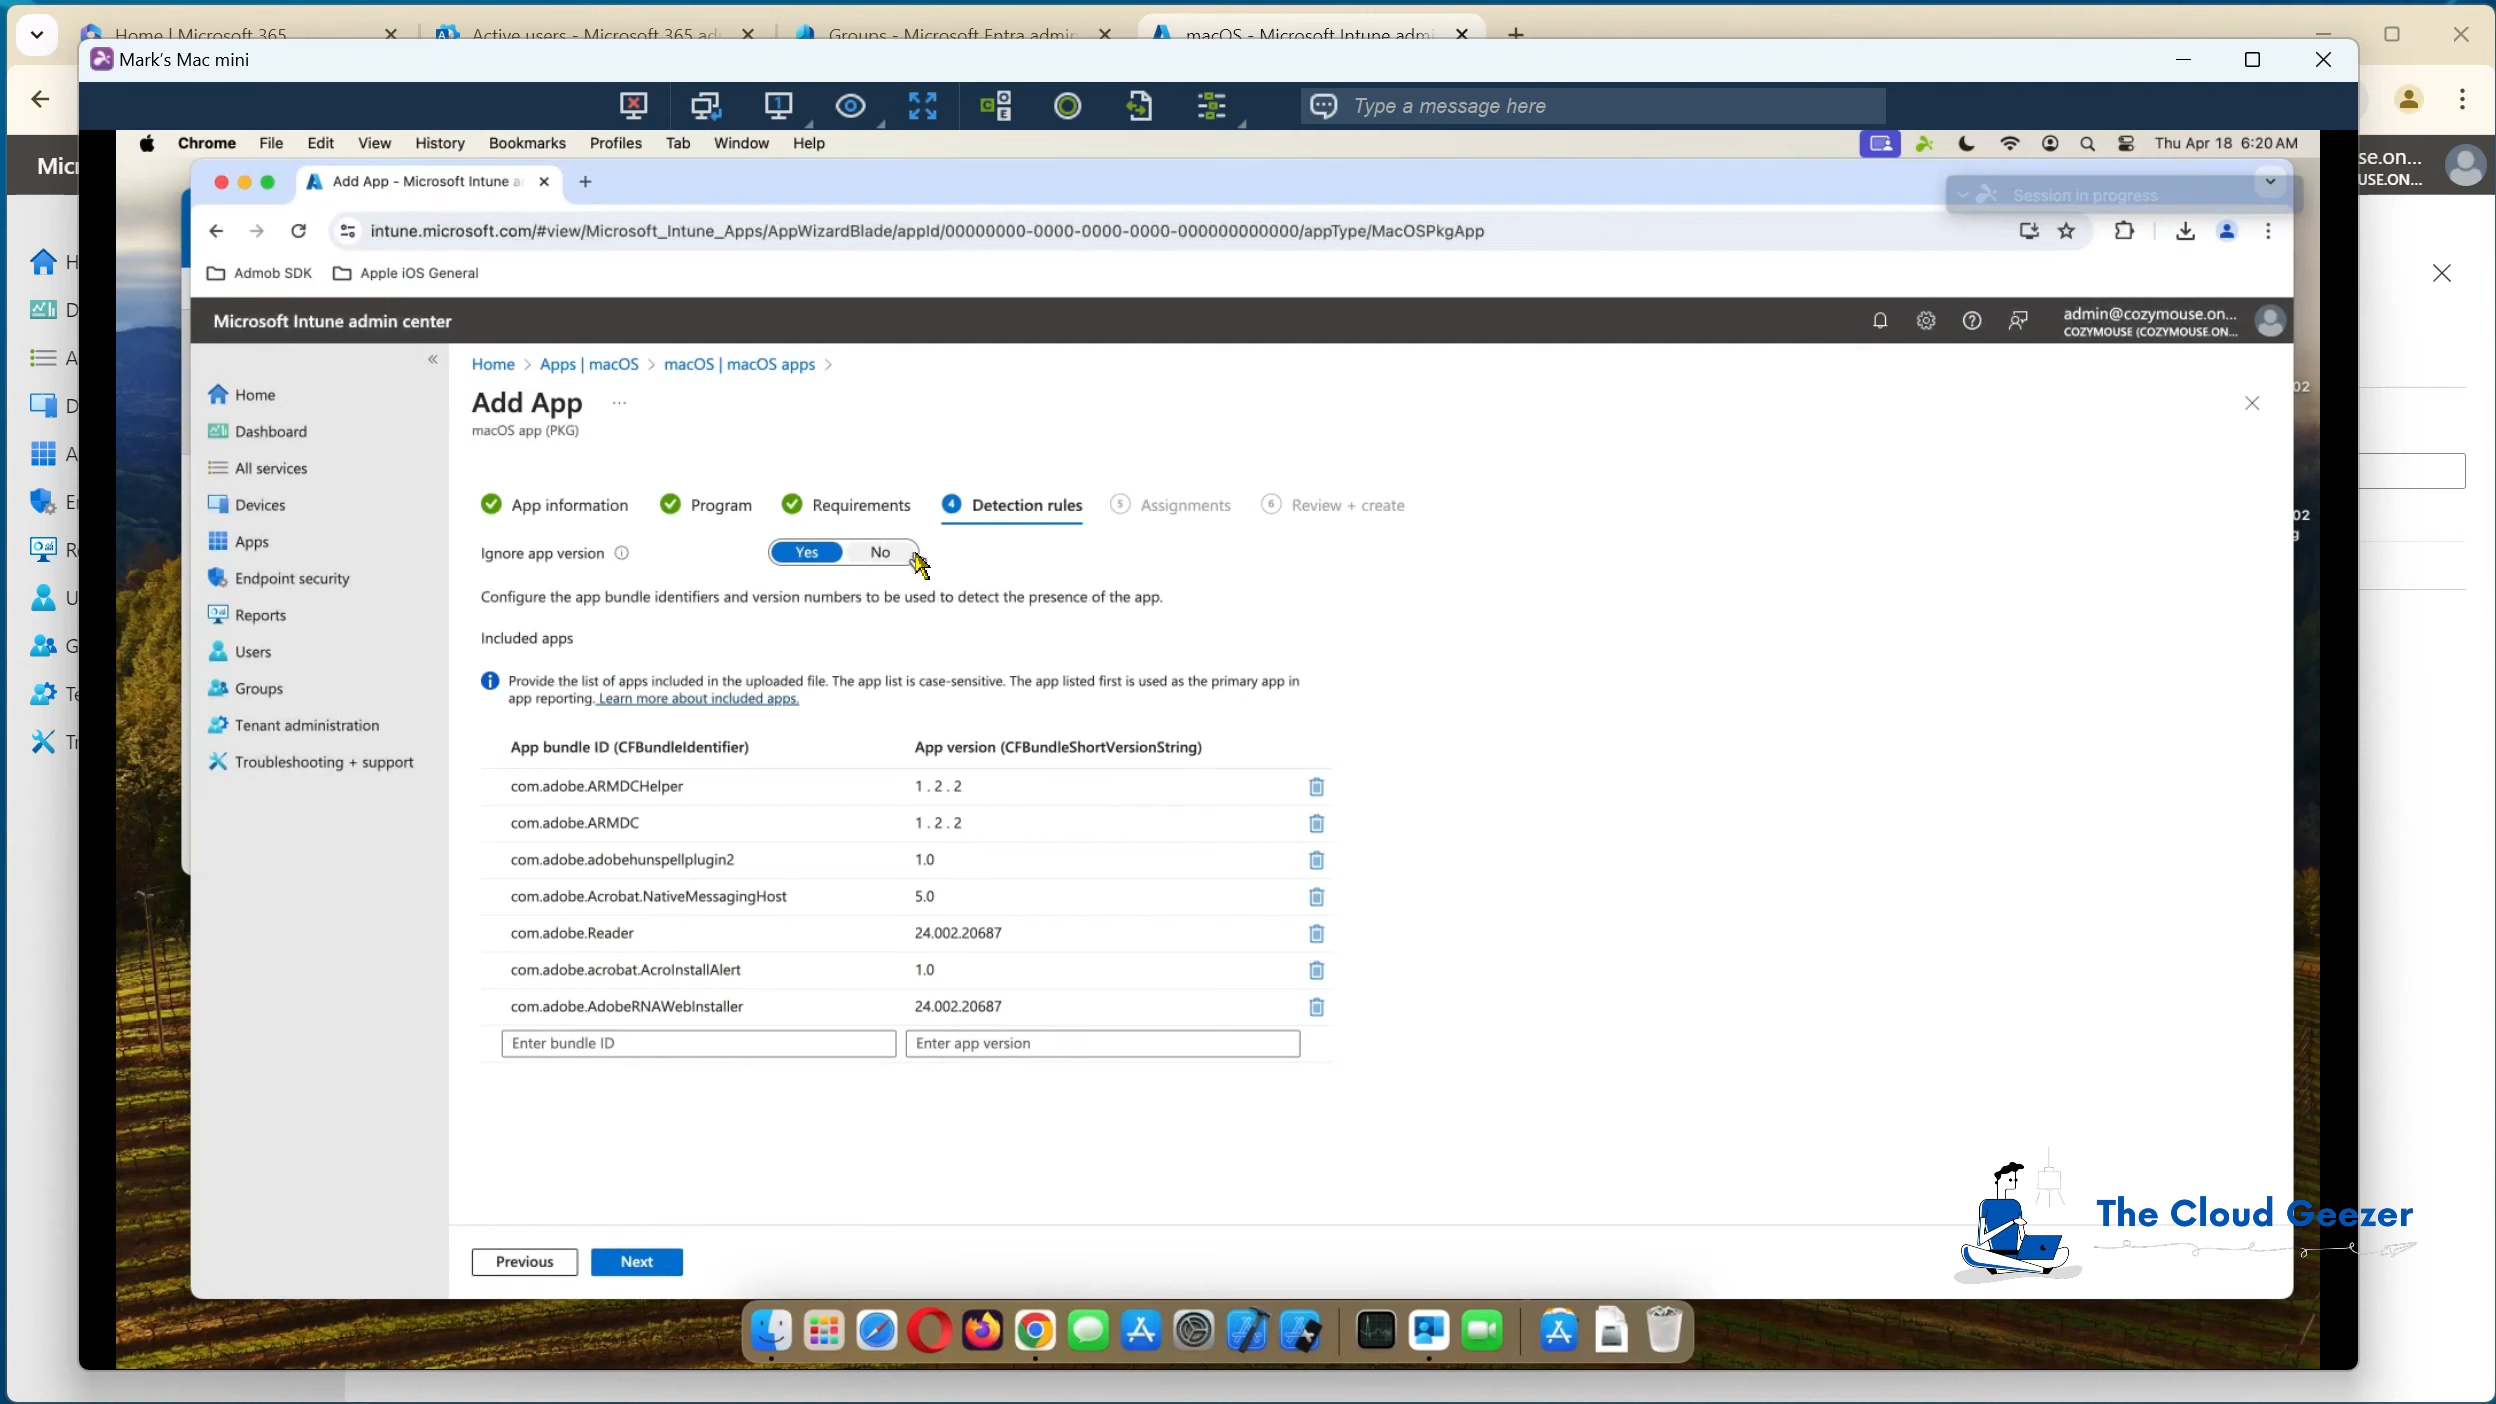 Home | Microsoft 365
Active users - Microsoft 365 ad
Groups - Microsoft Entra admin
macOS - Microsoft Intune admi
Mark's Mac mini
Type a message here
Chrome File Edit View History Bookmarks Profiles Tab Window Help
Thu Apr 18 6:20 AM
Add App - Microsoft Intune a
Session in progress
intune.microsoft.com/#view/Microsoft_Intune_Apps/AppWizardBlade/appId/00000000-0000-0000-0000-000000000000/appType/MacOSPkgApp
Admob SDK
Apple iOS General
Microsoft Intune admin center
admin@cozymouse.on...
COZYMOUSE (COZYMOUSE.ON...
se.on...
USE.ON...
Mic
Home > Apps | macOS > macOS | macOS apps >
Add App ...
macOS app (PKG)
Home
Dashboard
All services
Devices
Apps
Endpoint security
Reports
Users
Groups
Tenant administration
Troubleshooting + support
App information
Program
Requirements
4 Detection rules
5 Assignments
6 Review + create
Ignore app version
Yes No
Configure the app bundle identifiers and version numbers to be used to detect the presence of the app.
Included apps
Provide the list of apps included in the uploaded file. The app list is case-sensitive. The app listed first is used as the primary app in
app reporting. Learn more about included apps.
App bundle ID (CFBundleIdentifier) App version (CFBundleShortVersionString)
com.adobe.ARMDCHelper 1 . 2 . 2
com.adobe.ARMDC 1 . 2 . 2
com.adobe.adobehunspellplugin2 1.0
com.adobe.Acrobat.NativeMessagingHost 5.0
com.adobe.Reader 24.002.20687
com.adobe.acrobat.AcroInstallAlert 1.0
com.adobe.AdobeRNAWebInstaller 24.002.20687
Enter bundle ID Enter app version
Previous Next
The Cloud Geezer